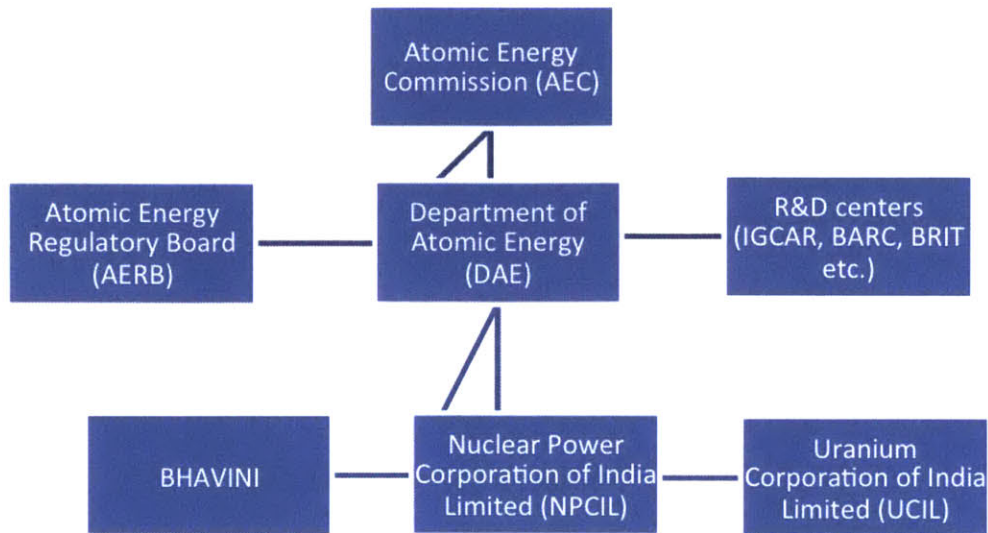 Atomic Energy
Commission (AEC)
Atomic Energy
Regulatory Board
(AERB)
Department of
Atomic Energy
(DAE)
R&D centers
(IGCAR, BARC, BRIT
etc.)
BHAVINI
Nuclear Power
Corporation of India
Limited (NPCIL)
Uranium
Corporation of India
Limited (UCIL)